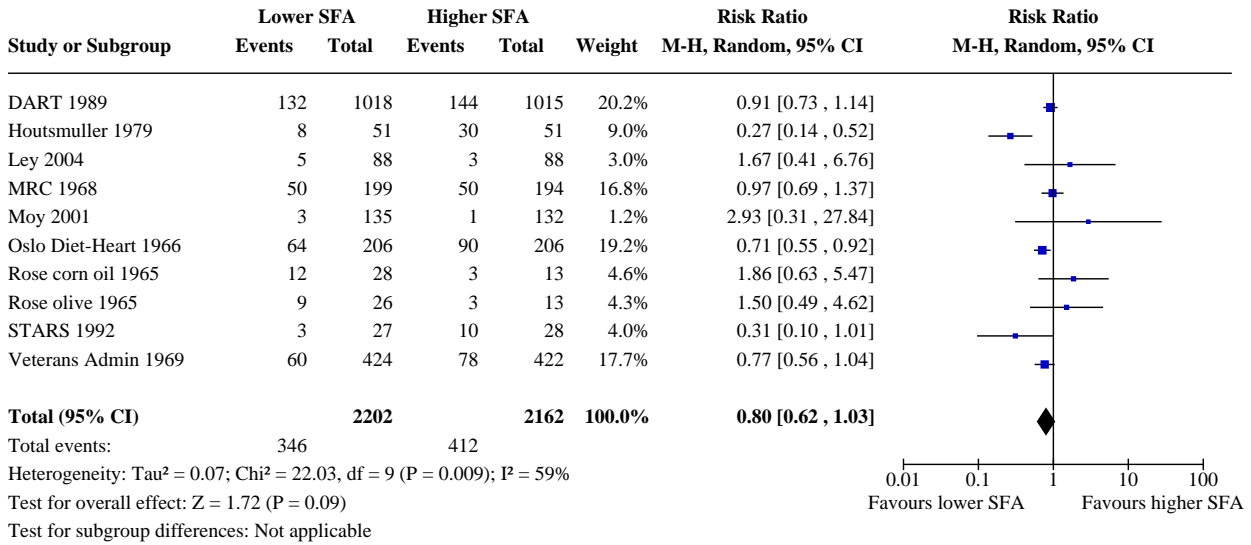 Lower SFA Higher SFA Risk Ratio Risk Ratio
Study or Subgroup Events Total Events Total Weight M-H, Random, 95% CI M-H, Random, 95% CI
DART 1989 132 1018 144 1015 20.2% 0.91 [0.73 , 1.14]
Houtsmuller 1979 8 51 30 51 9.0% 0.27 [0.14 , 0.52]
Ley 2004 5 88 3 88 3.0% 1.67 [0.41 , 6.76]
MRC 1968 50 199 50 194 16.8% 0.97 [0.69 , 1.37]
Moy 2001 3 135 1 132 1.2% 2.93 [0.31 , 27.84]
Oslo Diet-Heart 1966 64 206 90 206 19.2% 0.71 [0.55 , 0.92]
Rose corn oil 1965 12 28 3 13 4.6% 1.86 [0.63 , 5.47]
Rose olive 1965 9 26 3 13 4.3% 1.50 [0.49 , 4.62]
STARS 1992 3 27 10 28 4.0% 0.31 [0.10 , 1.01]
Veterans Admin 1969 60 424 78 422 17.7% 0.77 [0.56 , 1.04]
Total (95% CI) 2202 2162 100.0% 0.80 [0.62 , 1.03]
Total events: 346 412
Heterogeneity: Tau² = 0.07; Chi² = 22.03, df = 9 (P = 0.009); I² = 59%
0.01 0.1 1 10 100
Test for overall effect: Z = 1.72 (P = 0.09)
Favours lower SFA Favours higher SFA
Test for subgroup differences: Not applicable